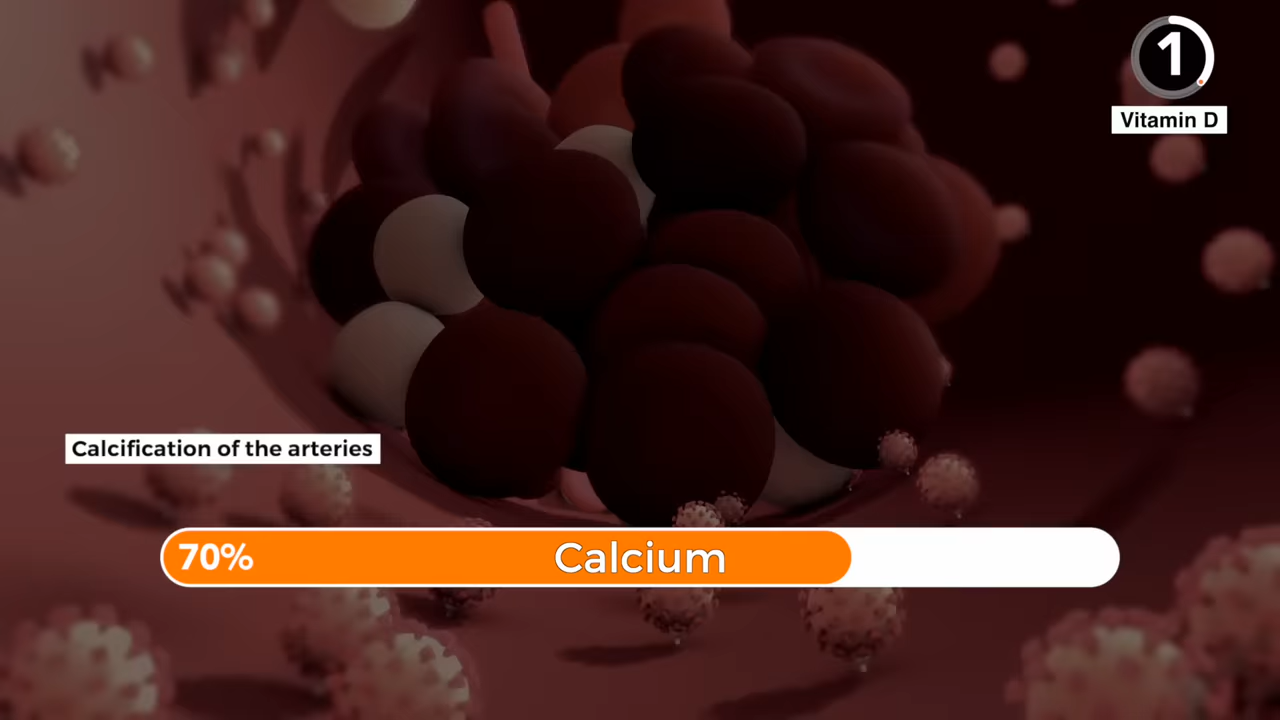 1
Vitamin D
Calcification of the arteries
70%
Calcium